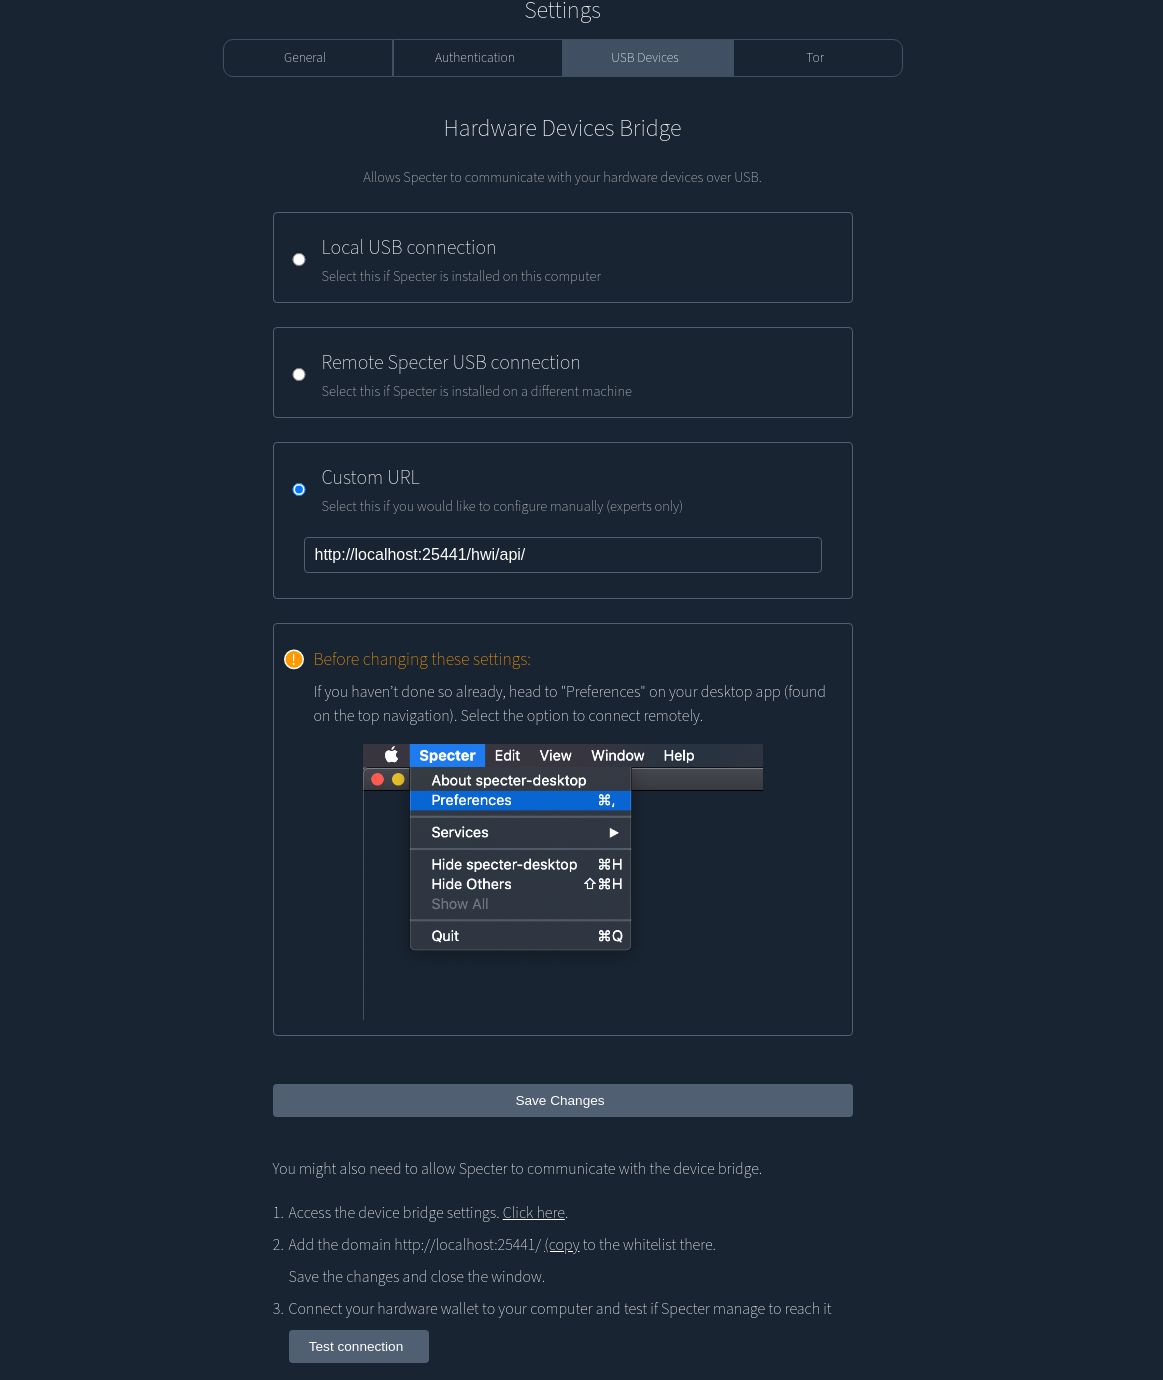 Settings
General
Authentication
USB Devices
Tor
Hardware Devices Bridge
Allows Specter to communicate with your hardware devices over USB.
Local USB connection
Select this if Specter is installed on this computer
Remote Specter USB connection
Select this if Specter is installed on a different machine
Custom URL
Select this if you would like to configure manually (experts only)
http://localhost:25441/hwi/api/
! Before changing these settings:
If you haven't done so already, head to "Preferences" on your desktop app (found
on the top navigation). Select the option to connect remotely.
Specter Edit View Window Help
About specter-desktop
Preferences ⌘,
Services ▶
Hide specter-desktop ⌘H
Hide Others ⇧⌘H
Show All
Quit ⌘Q
Save Changes
You might also need to allow Specter to communicate with the device bridge.
1. Access the device bridge settings. Click here.
2. Add the domain http://localhost:25441/ (copy to the whitelist there.
Save the changes and close the window.
3. Connect your hardware wallet to your computer and test if Specter manage to reach it
Test connection